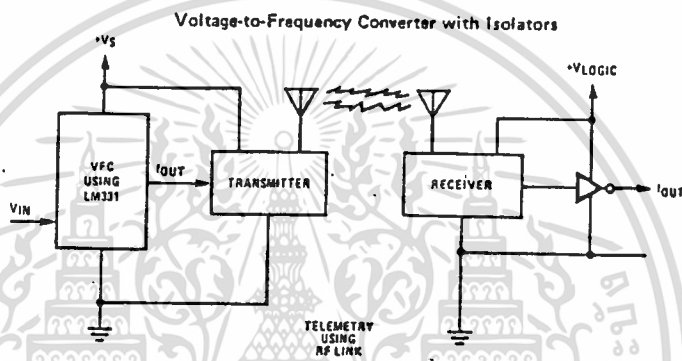 Voltage-to-Frequency Converter with Isolators
+VS
+VLOGIC
VFC
USING
LM331
fOUT
TRANSMITTER
RECEIVER
fOUT
VIN
TELEMETRY
USING
RF LINK